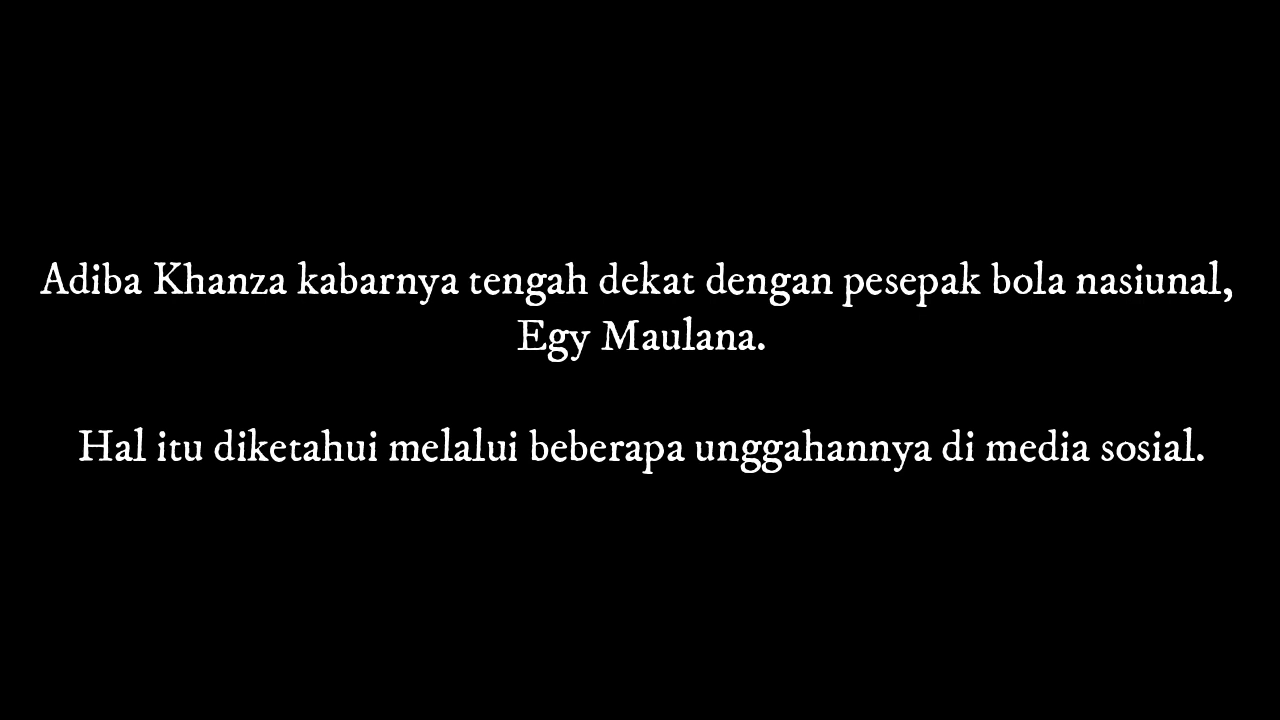 Adiba Khanza kabarnya tengah dekat dengan pesepak bola nasiunal,
Egy Maulana.
Hal itu diketahui melalui beberapa unggahannya di media sosial.